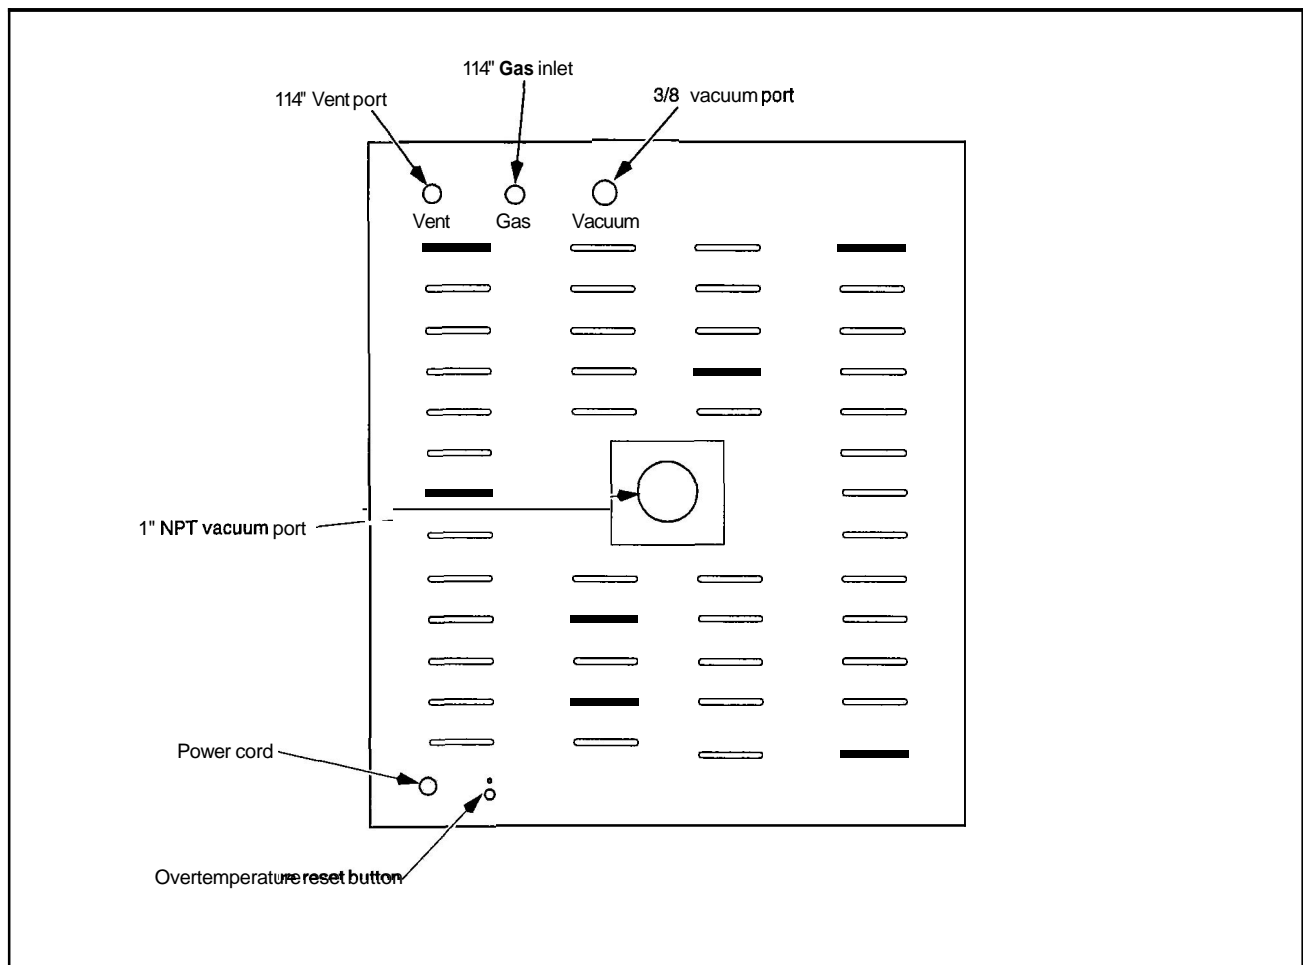 114" Gas inlet
114" Vent port
3/8 vacuum port
Vent
Gas
Vacuum
1" NPT vacuum port
Power cord
Overtemperature reset button